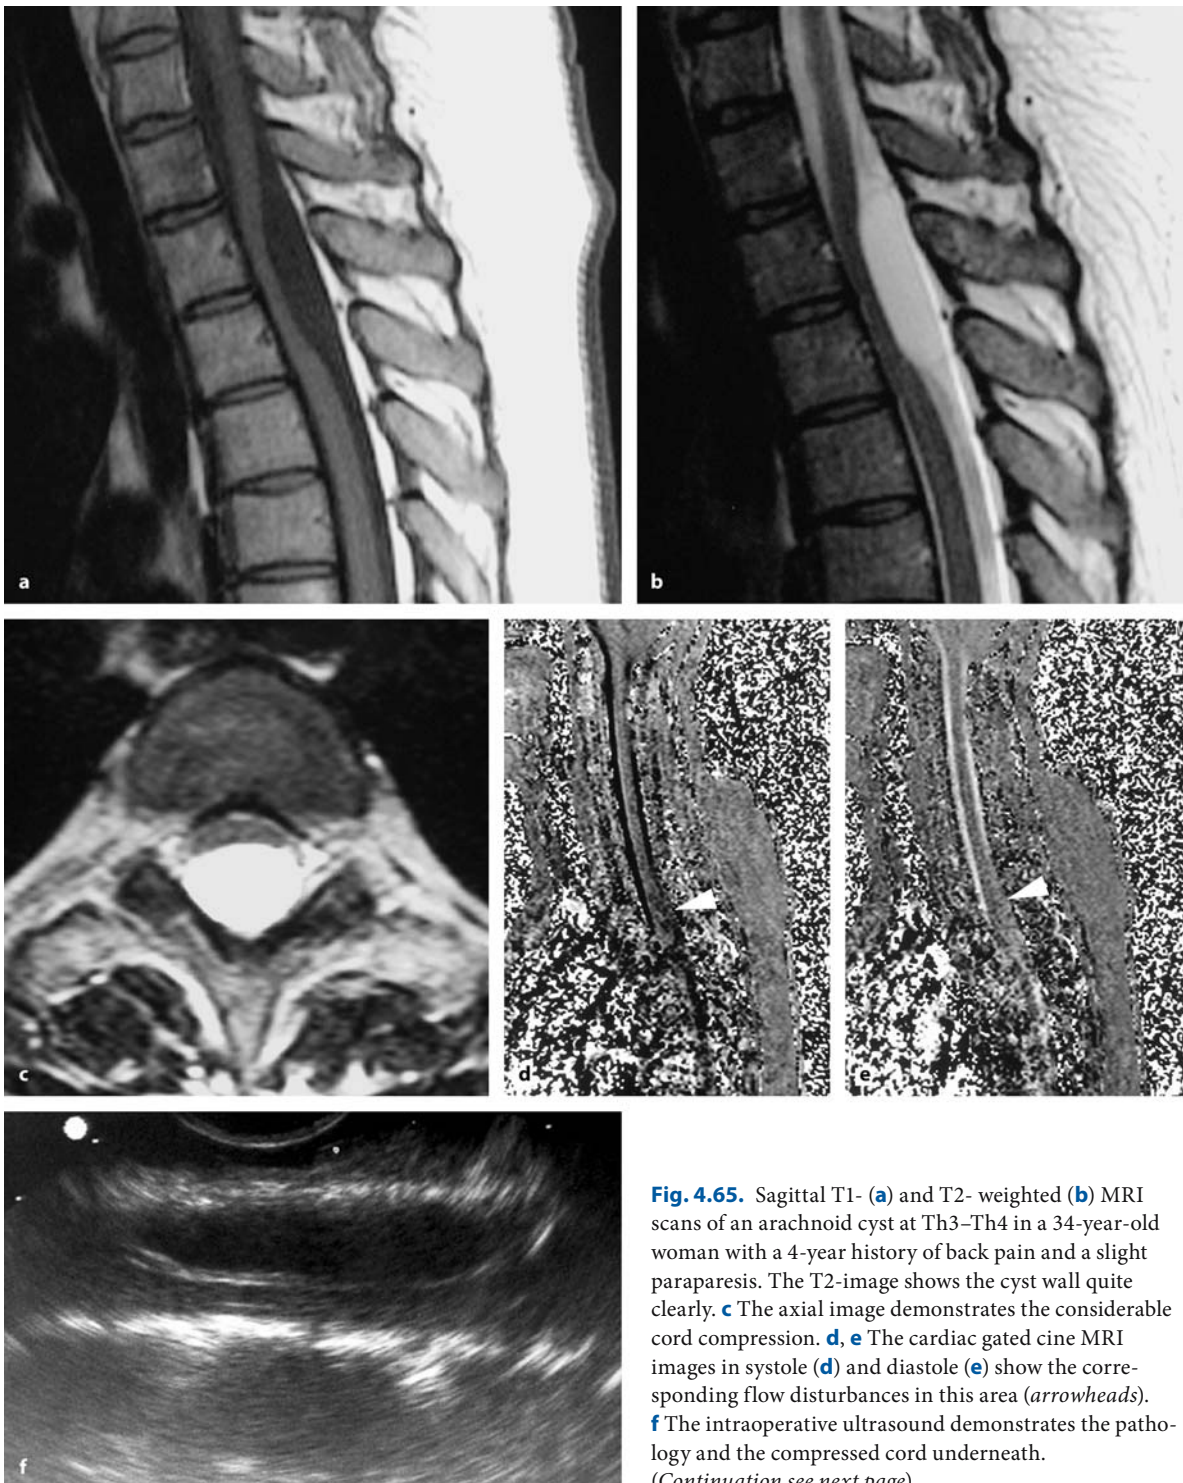 a
b
c
d
e
f
Fig. 4.65. Sagittal T1- (a) and T2- weighted (b) MRI
scans of an arachnoid cyst at Th3–Th4 in a 34-year-old
woman with a 4-year history of back pain and a slight
paraparesis. The T2-image shows the cyst wall quite
clearly. c The axial image demonstrates the considerable
cord compression. d, e The cardiac gated cine MRI
images in systole (d) and diastole (e) show the corre-
sponding flow disturbances in this area (arrowheads).
f The intraoperative ultrasound demonstrates the patho-
logy and the compressed cord underneath.
(Continuation see next page)